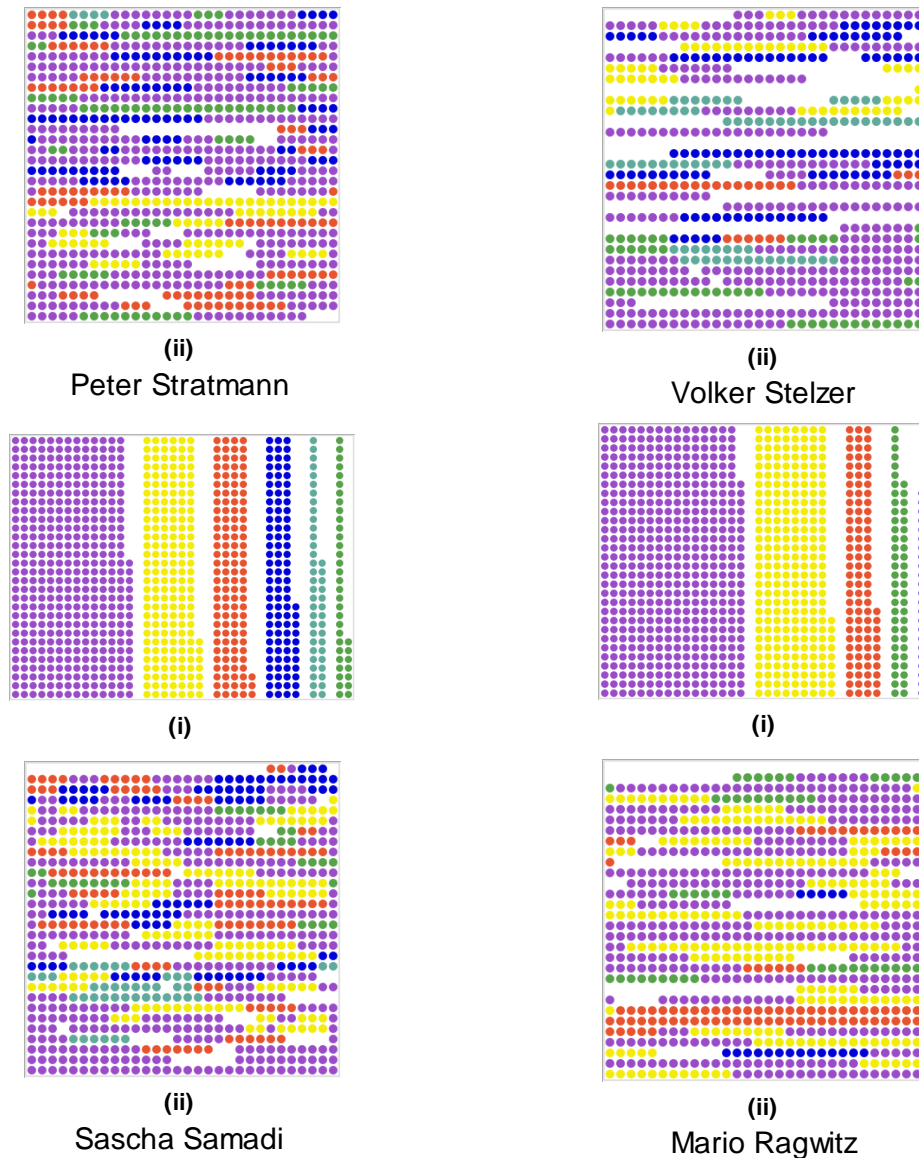 (ii)
Peter Stratmann
(ii)
Volker Stelzer
(i)
(i)
(ii)
Sascha Samadi
(ii)
Mario Ragwitz